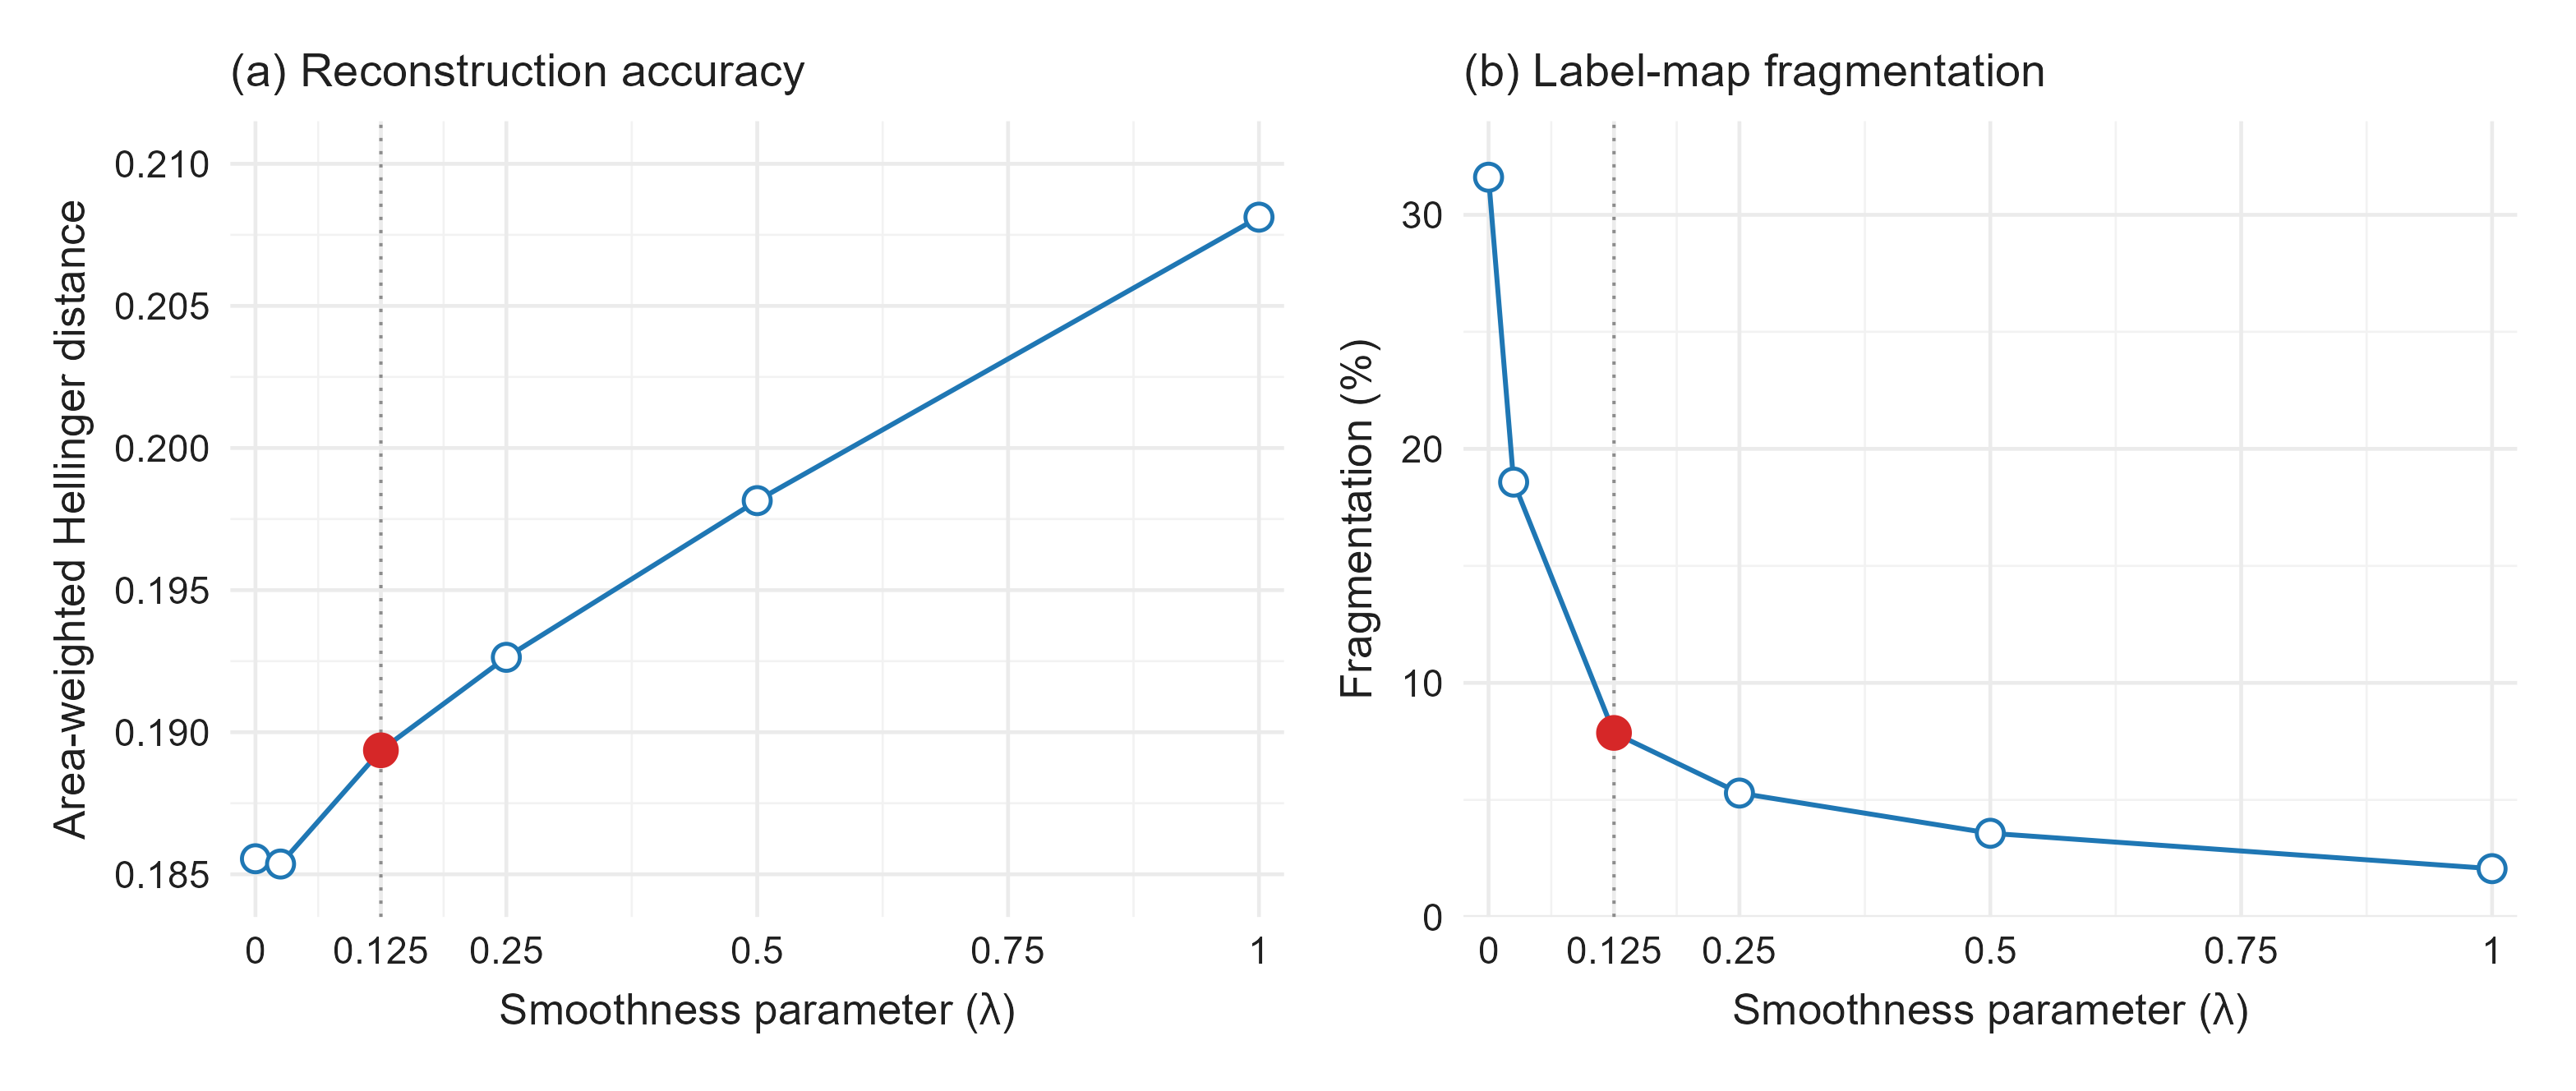 (a) Reconstruction accuracy
Area-weighted Hellinger distance
0.210
0.205
0.200
0.195
0.190
0.185
0 0.125 0.25 0.5 0.75 1
Smoothness parameter (λ)
(b) Label-map fragmentation
Fragmentation (%)
30
20
10
0
0 0.125 0.25 0.5 0.75 1
Smoothness parameter (λ)